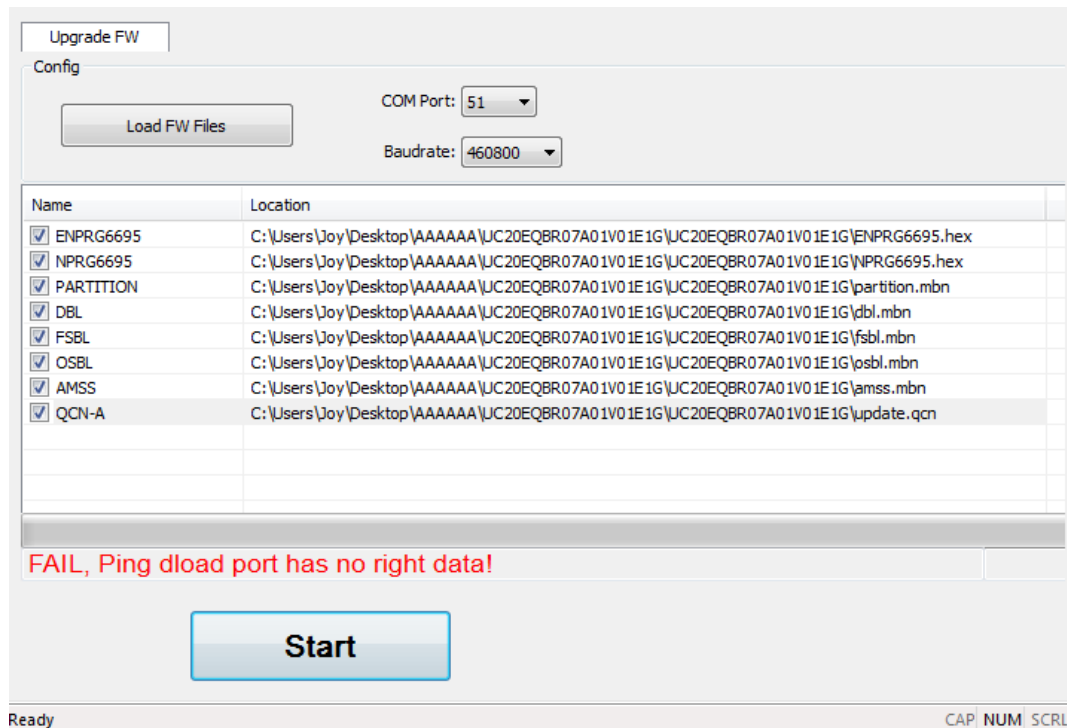 Upgrade FW
Config
Load FW Files
COM Port: 51
Baudrate: 460800
Name Location
ENPRG6695 C:\Users\Joy\Desktop\AAAAAA\UC20EQBR07A01V01E1G\UC20EQBR07A01V01E1G\ENPRG6695.hex
NPRG6695 C:\Users\Joy\Desktop\AAAAAA\UC20EQBR07A01V01E1G\UC20EQBR07A01V01E1G\NPRG6695.hex
PARTITION C:\Users\Joy\Desktop\AAAAAA\UC20EQBR07A01V01E1G\UC20EQBR07A01V01E1G\partition.mbn
DBL C:\Users\Joy\Desktop\AAAAAA\UC20EQBR07A01V01E1G\UC20EQBR07A01V01E1G\dbl.mbn
FSBL C:\Users\Joy\Desktop\AAAAAA\UC20EQBR07A01V01E1G\UC20EQBR07A01V01E1G\fsbl.mbn
OSBL C:\Users\Joy\Desktop\AAAAAA\UC20EQBR07A01V01E1G\UC20EQBR07A01V01E1G\osbl.mbn
AMSS C:\Users\Joy\Desktop\AAAAAA\UC20EQBR07A01V01E1G\UC20EQBR07A01V01E1G\amss.mbn
QCN-A C:\Users\Joy\Desktop\AAAAAA\UC20EQBR07A01V01E1G\UC20EQBR07A01V01E1G\update.qcn
FAIL, Ping dload port has no right data!
Start
Ready CAP NUM SCRL